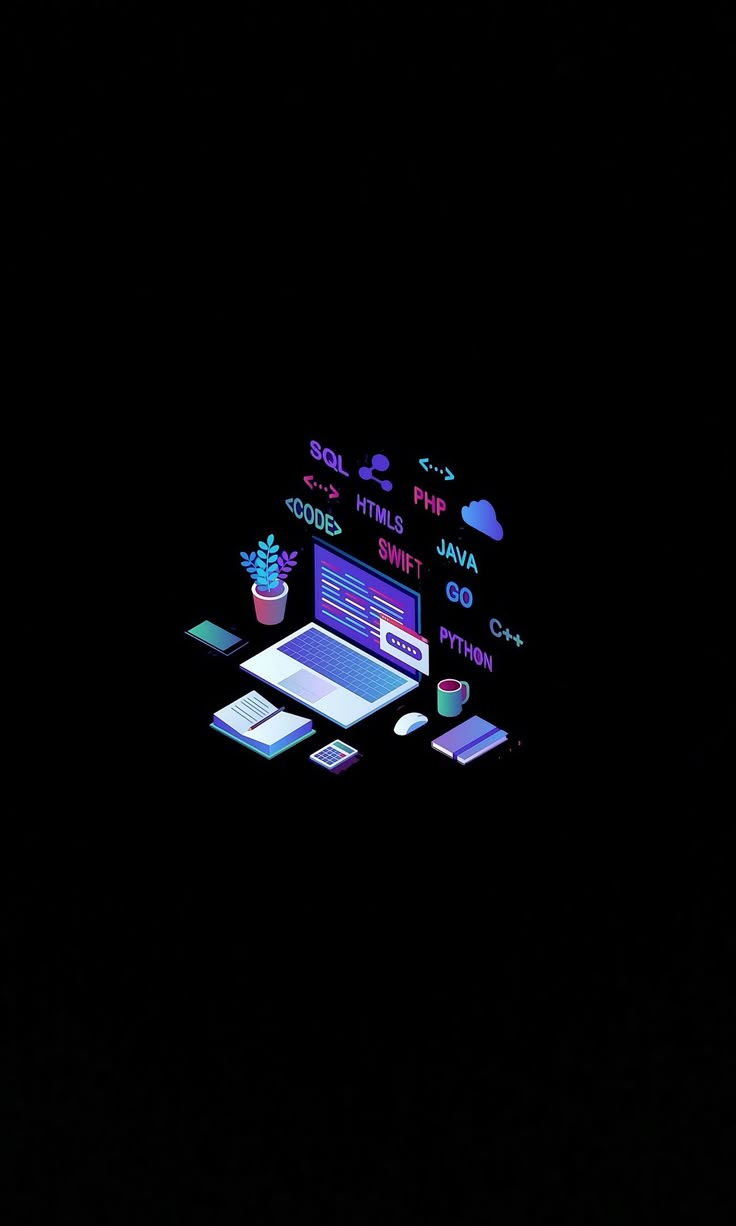 SQL
<···>
<···>
PHP
<CODE>
HTMLS
SWIFT
JAVA
GO
C++
PYTHON